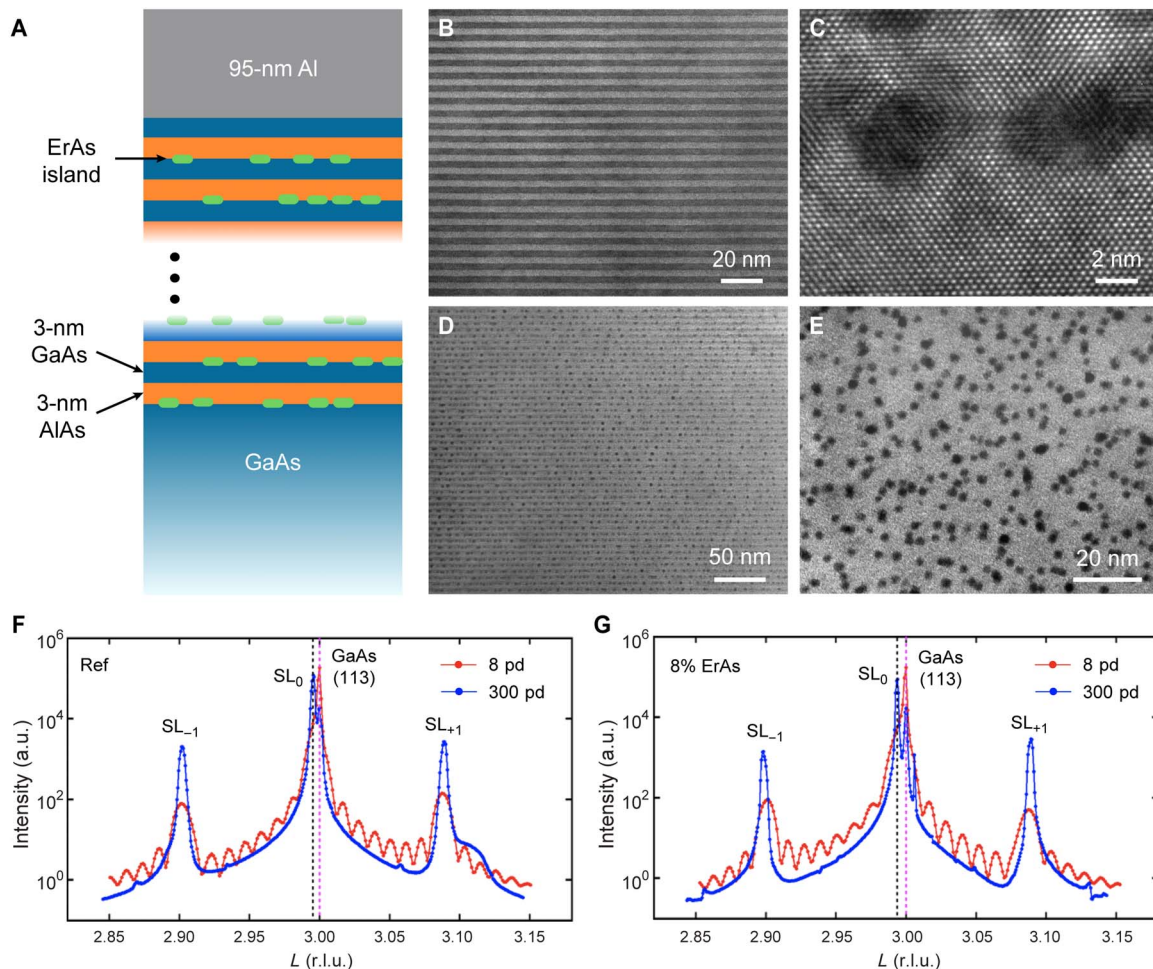 A
95-nm Al
ErAs
island
3-nm
GaAs
3-nm
AlAs
GaAs
B
20 nm
C
2 nm
D
50 nm
E
20 nm
F
Ref
SL₀
GaAs
(113)
8 pd
300 pd
SL₋₁
SL₊₁
Intensity (a.u.)
10⁶
10⁴
10²
10⁰
2.85 2.90 2.95 3.00 3.05 3.10 3.15
L (r.l.u.)
G
8% ErAs
SL₀
GaAs
(113)
8 pd
300 pd
SL₋₁
SL₊₁
Intensity (a.u.)
10⁶
10⁴
10²
10⁰
2.85 2.90 2.95 3.00 3.05 3.10 3.15
L (r.l.u.)